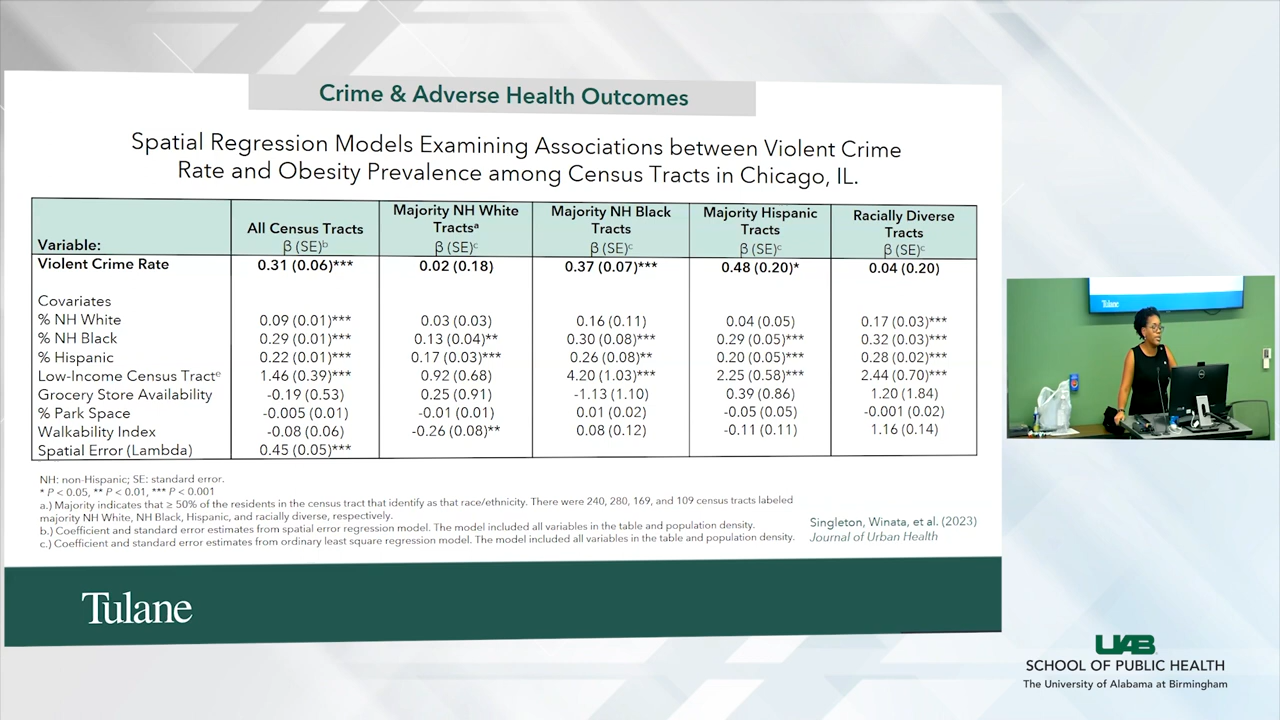 Crime & Adverse Health Outcomes
Spatial Regression Models Examining Associations between Violent Crime
Rate and Obesity Prevalence among Census Tracts in Chicago, IL.
Variable: All Census Tracts β (SE)ᵇ Majority NH White Tractsᵃ β (SE)ᶜ Majority NH Black Tracts β (SE)ᶜ Majority Hispanic Tracts β (SE)ᶜ Racially Diverse Tracts β (SE)ᶜ
Violent Crime Rate 0.31 (0.06)*** 0.02 (0.18) 0.37 (0.07)*** 0.48 (0.20)* 0.04 (0.20)
Covariates
% NH White 0.09 (0.01)*** 0.03 (0.03) 0.16 (0.11) 0.04 (0.05) 0.17 (0.03)***
% NH Black 0.29 (0.01)*** 0.13 (0.04)** 0.30 (0.08)*** 0.29 (0.05)*** 0.32 (0.03)***
% Hispanic 0.22 (0.01)*** 0.17 (0.03)*** 0.26 (0.08)** 0.20 (0.05)*** 0.28 (0.02)***
Low-Income Census Tractᵉ 1.46 (0.39)*** 0.92 (0.68) 4.20 (1.03)*** 2.25 (0.58)*** 2.44 (0.70)***
Grocery Store Availability -0.19 (0.53) 0.25 (0.91) -1.13 (1.10) 0.39 (0.86) 1.20 (1.84)
% Park Space -0.005 (0.01) -0.01 (0.01) 0.01 (0.02) -0.05 (0.05) -0.001 (0.02)
Walkability Index -0.08 (0.06) -0.26 (0.08)** 0.08 (0.12) -0.11 (0.11) 1.16 (0.14)
Spatial Error (Lambda) 0.45 (0.05)***
NH: non-Hispanic; SE: standard error.
* P < 0.05, ** P < 0.01, *** P < 0.001
a.) Majority indicates that ≥ 50% of the residents in the census tract that identify as that race/ethnicity. There were 240, 280, 169, and 109 census tracts labeled
majority NH White, NH Black, Hispanic, and racially diverse, respectively.
b.) Coefficient and standard error estimates from spatial error regression model. The model included all variables in the table and population density.
c.) Coefficient and standard error estimates from ordinary least square regression model. The model included all variables in the table and population density.
Singleton, Winata, et al. (2023)
Journal of Urban Health
Tulane
Tulane
UAB
SCHOOL OF PUBLIC HEALTH
The University of Alabama at Birmingham